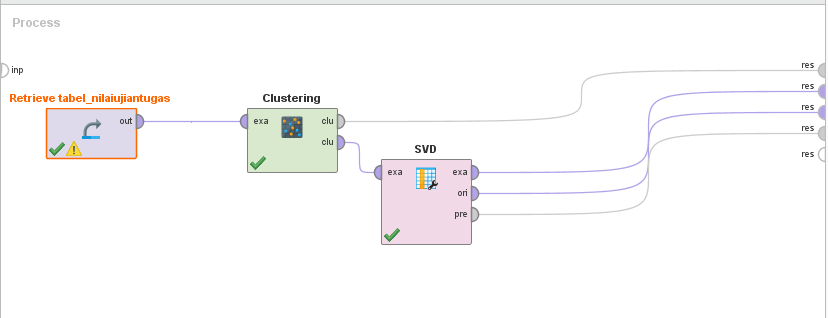 Process
inp
Retrieve tabel_nilaiujiantugas
out
Clustering
exa
clu
clu
SVD
exa
exa
ori
pre
res
res
res
res
res